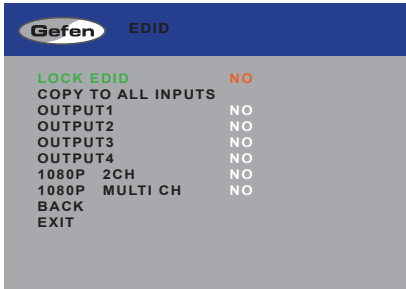 Gefen EDID
LOCK EDID NO
COPY TO ALL INPUTS
OUTPUT1 NO
OUTPUT2 NO
OUTPUT3 NO
OUTPUT4 NO
1080P 2CH NO
1080P MULTI CH NO
BACK
EXIT